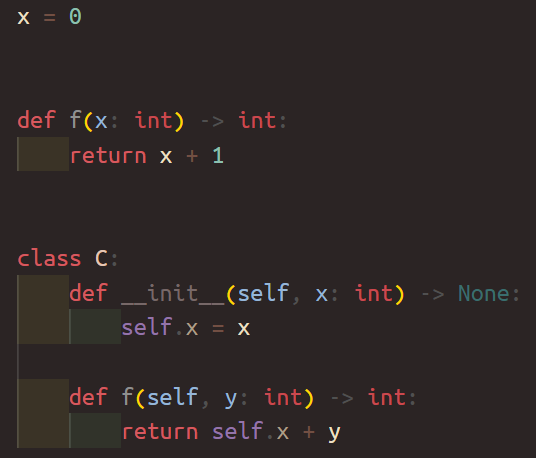 x = 0
def f(x: int) -> int:
    return x + 1
class C:
    def __init__(self, x: int) -> None:
        self.x = x
    def f(self, y: int) -> int:
        return self.x + y